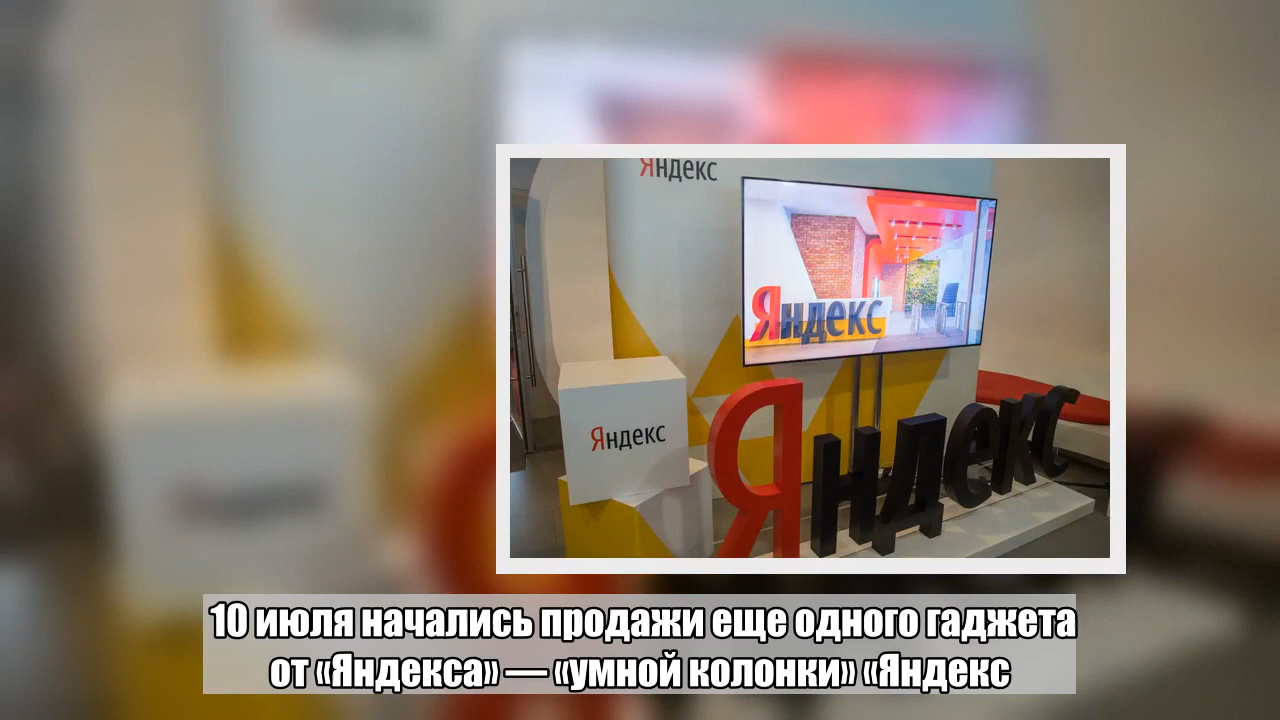 Яндекс
Яндекс
Яндекс
Яндекс
10 июля начались продажи еще одного гаджета
от «Яндекса» — «умной колонки» «Яндекс